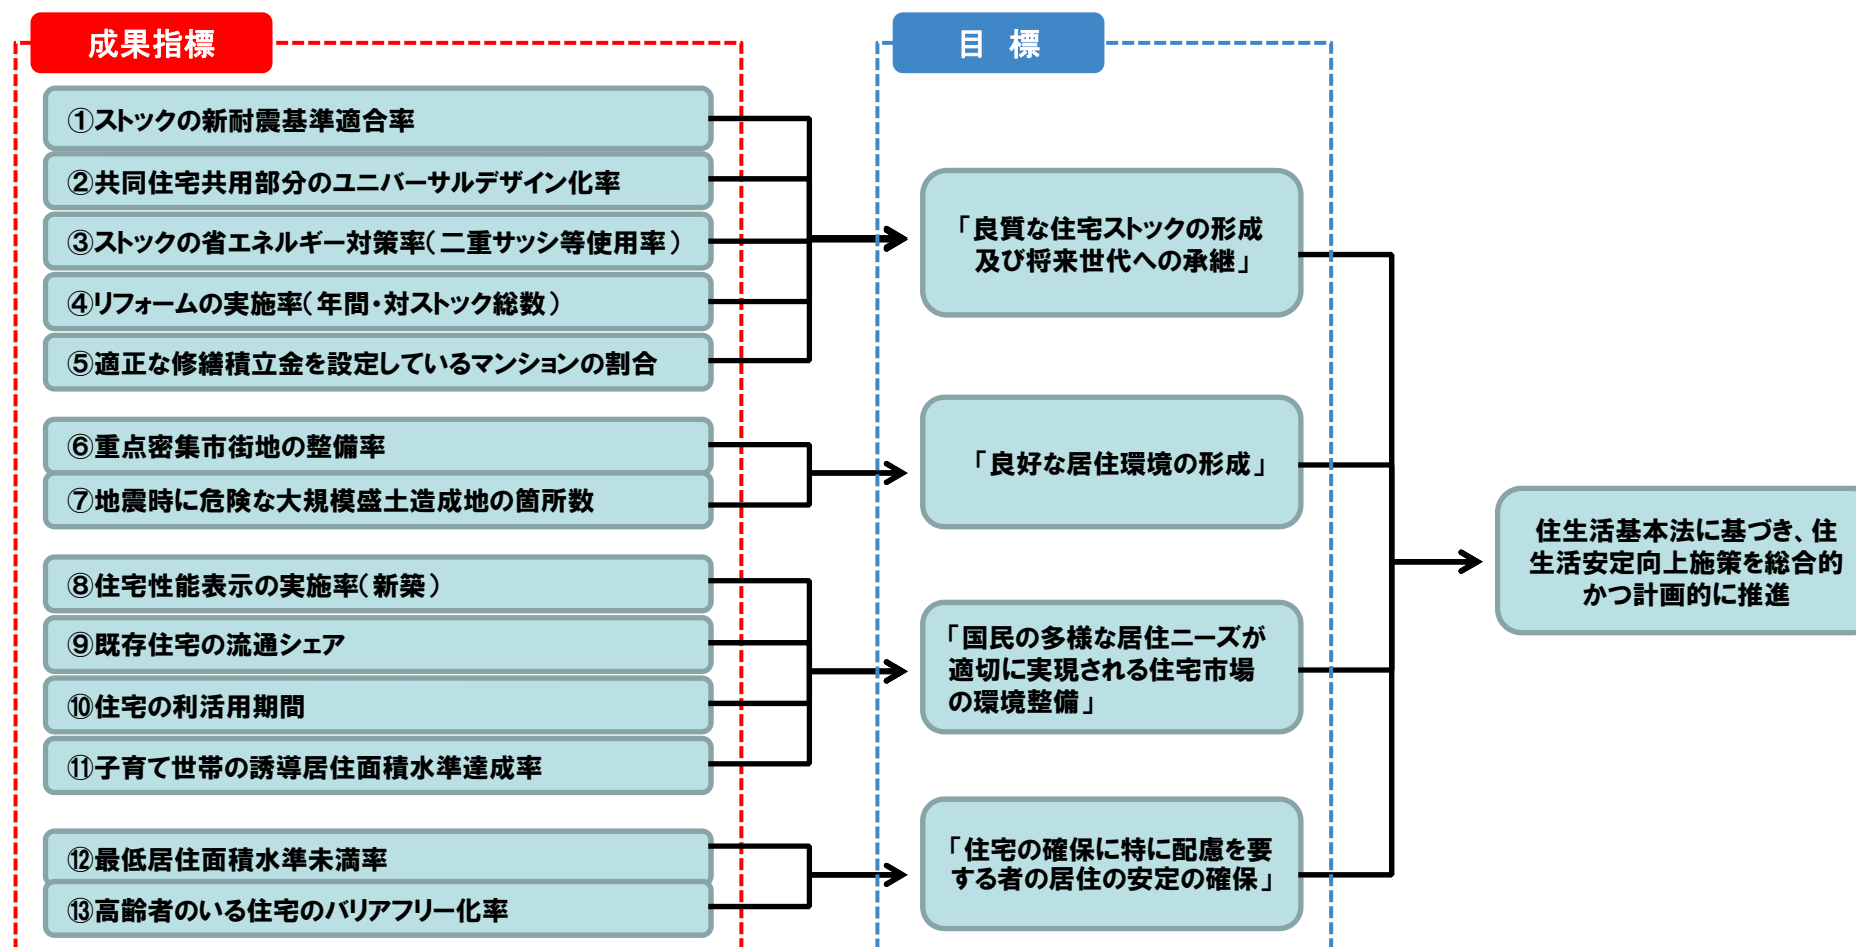 成果指標
①ストックの新耐震基準適合率
②共同住宅共用部分のユニバーサルデザイン化率
③ストックの省エネルギー対策率(二重サッシ等使用率)
④リフォームの実施率(年間・対ストック総数)
⑤適正な修繕積立金を設定しているマンションの割合
⑥重点密集市街地の整備率
⑦地震時に危険な大規模盛土造成地の箇所数
⑧住宅性能表示の実施率(新築)
⑨既存住宅の流通シェア
⑩住宅の利活用期間
⑪子育て世帯の誘導居住面積水準達成率
⑫最低居住面積水準未満率
⑬高齢者のいる住宅のバリアフリー化率
目 標
「良質な住宅ストックの形成
及び将来世代への承継」
「良好な居住環境の形成」
「国民の多様な居住ニーズが
適切に実現される住宅市場
の環境整備」
「住宅の確保に特に配慮を要
する者の居住の安定の確保」
住生活基本法に基づき、住
生活安定向上施策を総合的
かつ計画的に推進